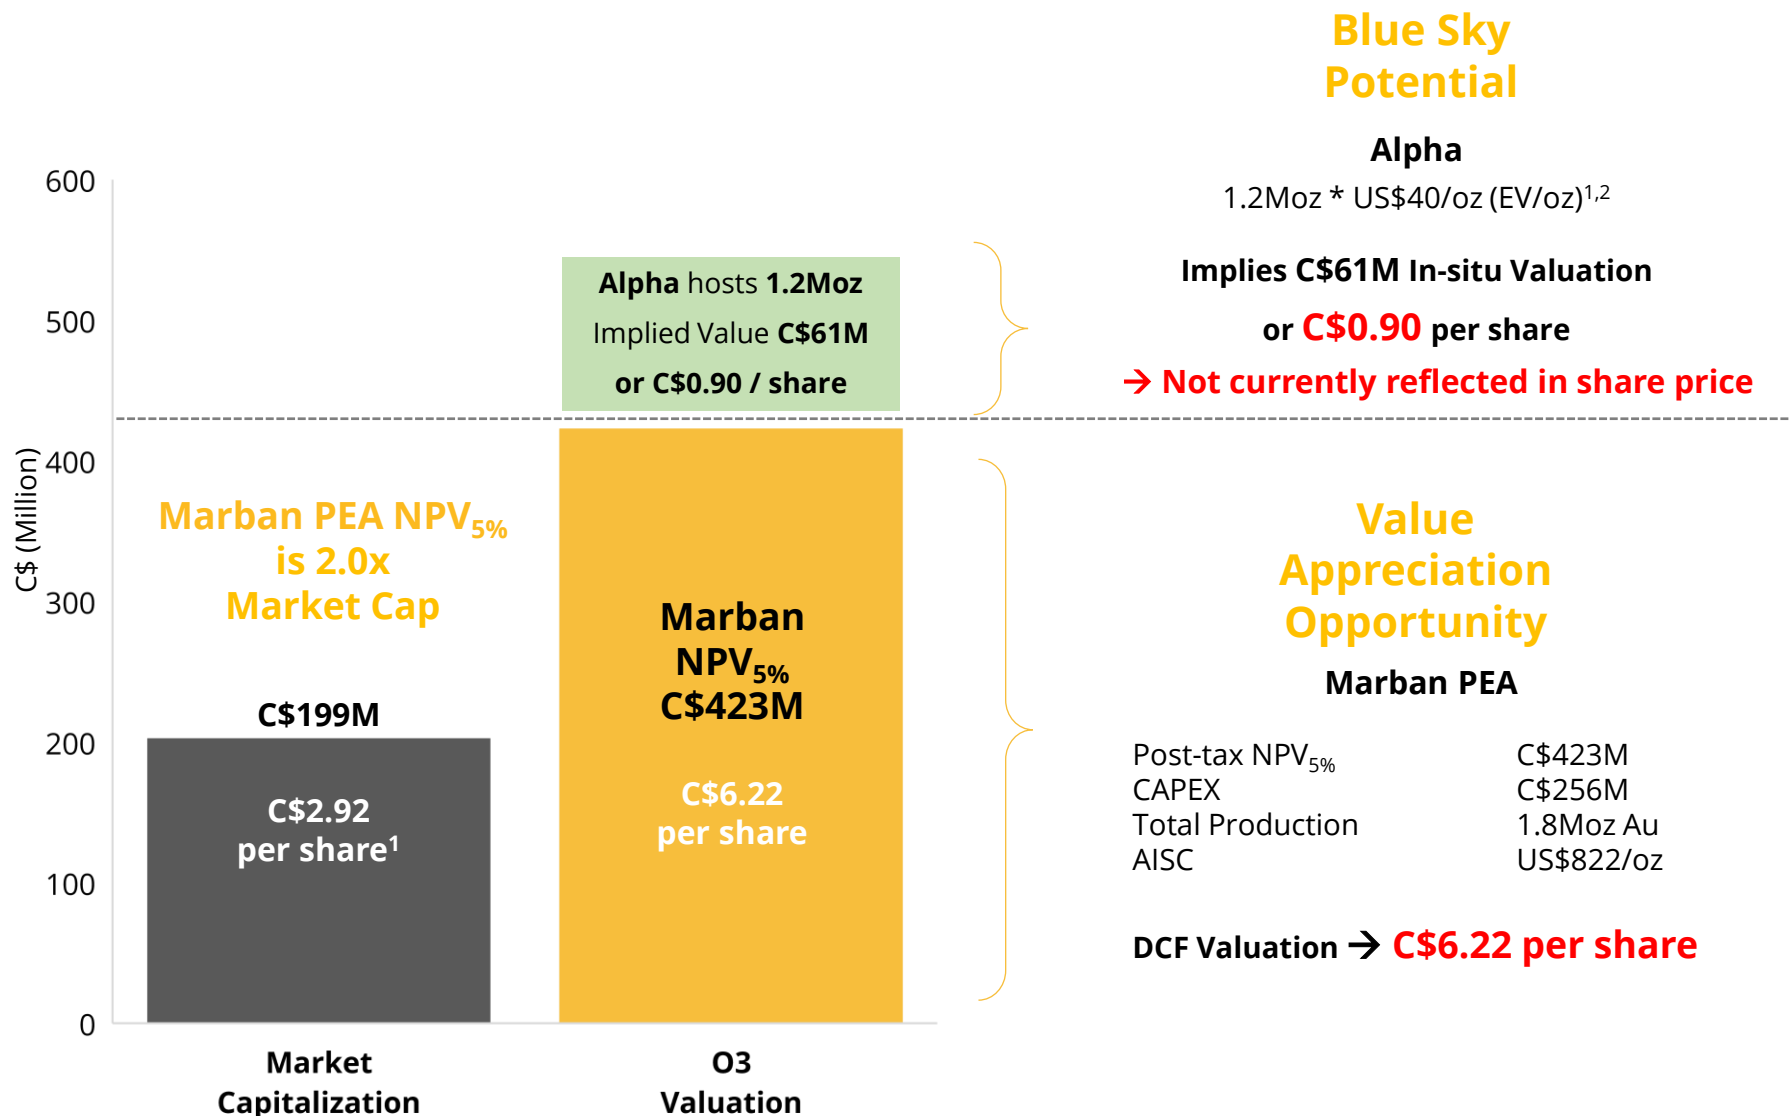 Blue Sky
Potential
Alpha
1.2Moz * US$40/oz (EV/oz)1,2
Implies C$61M In-situ Valuation
or C$0.90 per share
→ Not currently reflected in share price
600
500
400
300
200
100
0
C$ (Million)
Alpha hosts 1.2Moz
Implied Value C$61M
or C$0.90 / share
Marban PEA NPV5%
is 2.0x
Market Cap
C$199M
C$2.92
per share1
Marban
NPV5%
C$423M
C$6.22
per share
Market
Capitalization
O3
Valuation
Value
Appreciation
Opportunity
Marban PEA
Post-tax NPV5% C$423M
CAPEX C$256M
Total Production 1.8Moz Au
AISC US$822/oz
DCF Valuation → C$6.22 per share